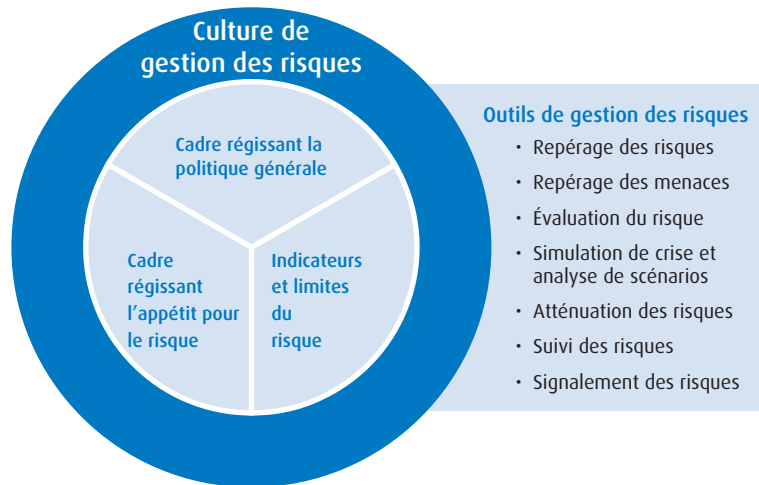 Culture de
gestion des risques
Cadre régissant la
politique générale
Cadre
régissant
l'appétit pour
le risque
Indicateurs
et limites
du
risque
Outils de gestion des risques
· Repérage des risques
· Repérage des menaces
· Évaluation du risque
· Simulation de crise et
analyse de scénarios
· Atténuation des risques
· Suivi des risques
· Signalement des risques